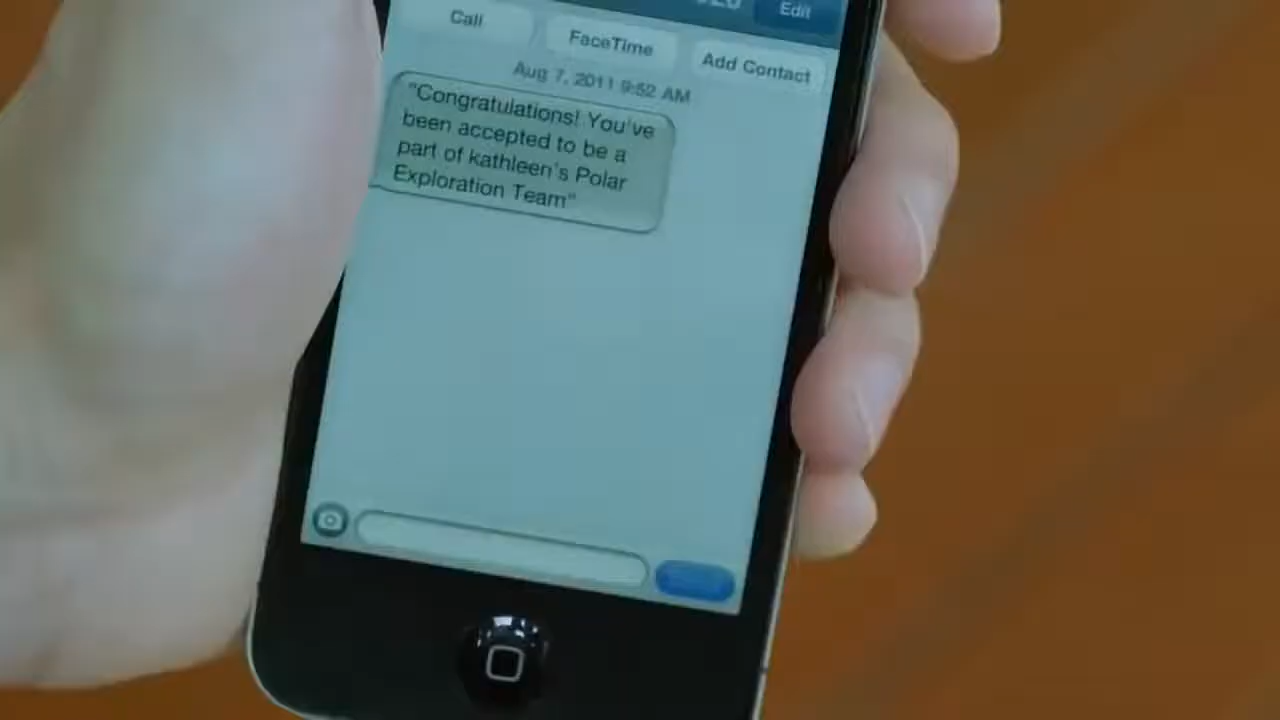 Edit
Call
FaceTime
Add Contact
Aug 7, 2011 9:52 AM
"Congratulations! You've
been accepted to be a
part of kathleen's Polar
Exploration Team"